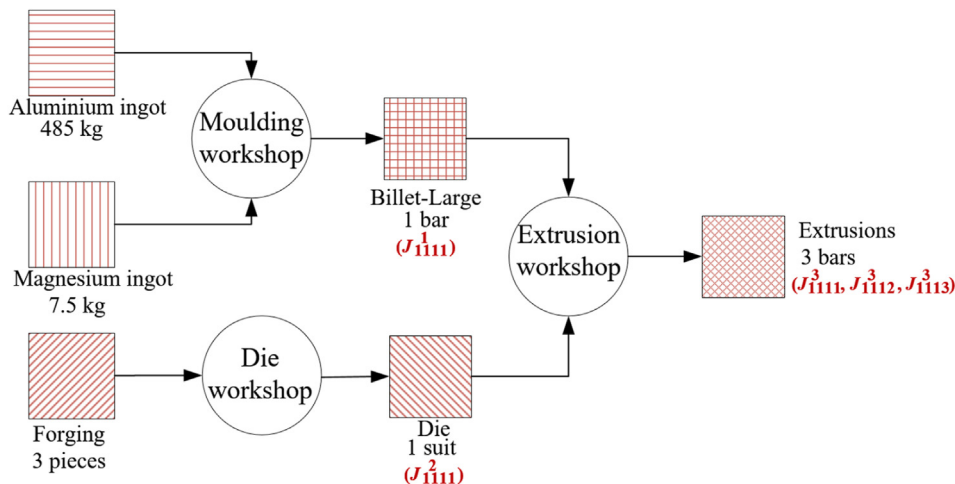 Aluminium ingot
485 kg
Moulding
workshop
Billet-Large
1 bar
(J¹₁₁₁₁)
Magnesium ingot
7.5 kg
Extrusion
workshop
Extrusions
3 bars
(J³₁₁₁₁, J³₁₁₁₂, J³₁₁₁₃)
Forging
3 pieces
Die
workshop
Die
1 suit
(J²₁₁₁₁)